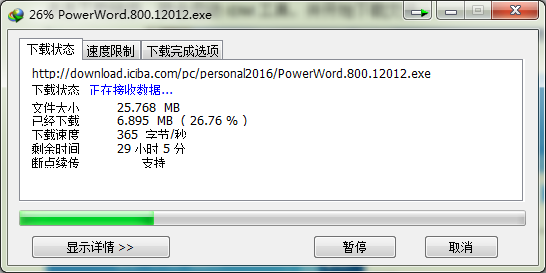 26% PowerWord.800.12012.exe
下载状态 速度限制 下载完成选项
http://download.iciba.com/pc/personal2016/PowerWord.800.12012.exe
下载状态 正在接收数据...
文件大小 25.768 MB
已经下载 6.895 MB ( 26.76 % )
下载速度 365 字节/秒
剩余时间 29 小时 5 分
断点续传 支持
显示详情 >> 暂停 取消